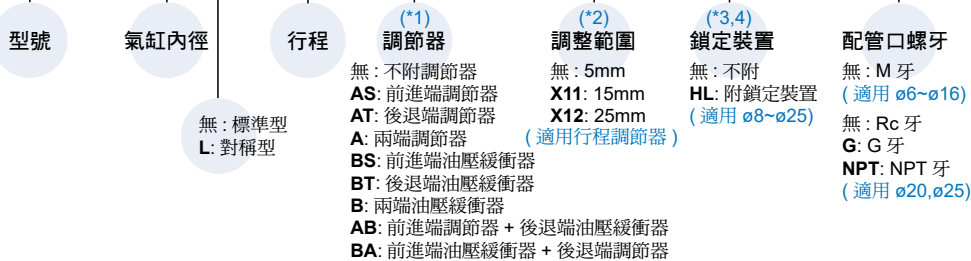 (*1)
(*2)
(*3,4)
型號
氣缸內徑
行程
調節器
調整範圍
鎖定裝置
配管口螺牙
無 : 標準型
L: 對稱型
無 : 不附調節器
AS: 前進端調節器
AT: 後退端調節器
A: 兩端調節器
BS: 前進端油壓緩衝器
BT: 後退端油壓緩衝器
B: 兩端油壓緩衝器
AB: 前進端調節器 + 後退端油壓緩衝器
BA: 前進端油壓緩衝器 + 後退端調節器
無 : 5mm
X11: 15mm
X12: 25mm
( 適用行程調節器 )
無 : 不附
HL: 附鎖定裝置
( 適用 ø8~ø25)
無 : M 牙
( 適用 ø6~ø16)
無 : Rc 牙
G: G 牙
NPT: NPT 牙
( 適用 ø20,ø25)